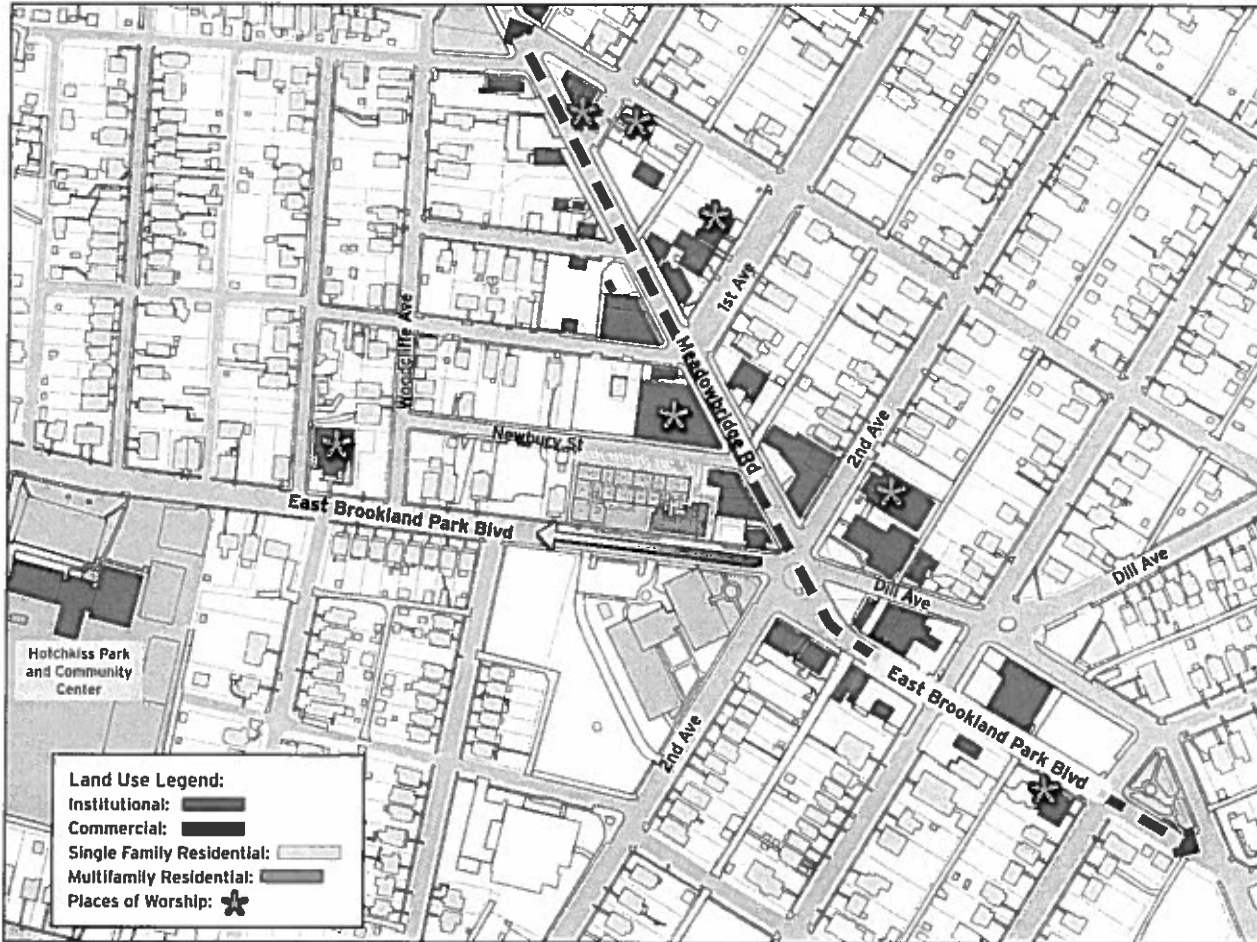 1st Ave
Woodcliffe Ave
Meadowbridge Rd
Newbury St
2nd Ave
East Brookland Park Blvd
Dill Ave
Dill Ave
Hotchkiss Park
and Community
Center
East Brookland Park Blvd
2nd Ave
Land Use Legend:
Institutional:
Commercial:
Single Family Residential:
Multifamily Residential:
Places of Worship: